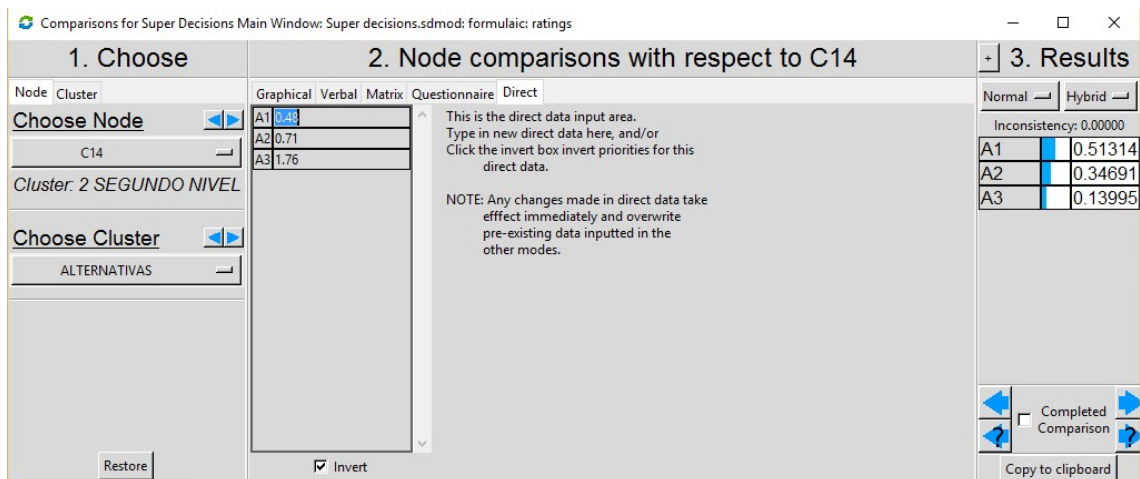 Comparisons for Super Decisions Main Window: Super decisions.sdmod: formulaic: ratings
1. Choose
Node Cluster
Choose Node
C14
Cluster: 2 SEGUNDO NIVEL
Choose Cluster
ALTERNATIVAS
Restore
2. Node comparisons with respect to C14
Graphical Verbal Matrix Questionnaire Direct
A1 0.48
A2 0.71
A3 1.76
This is the direct data input area.
Type in new direct data here, and/or
Click the invert box invert priorities for this
direct data.
NOTE: Any changes made in direct data take
efffect immediately and overwrite
pre-existing data inputted in the
other modes.
Invert
+ 3. Results
Normal Hybrid
Inconsistency: 0.00000
A1 0.51314
A2 0.34691
A3 0.13995
Completed
Comparison
? ?
Copy to clipboard